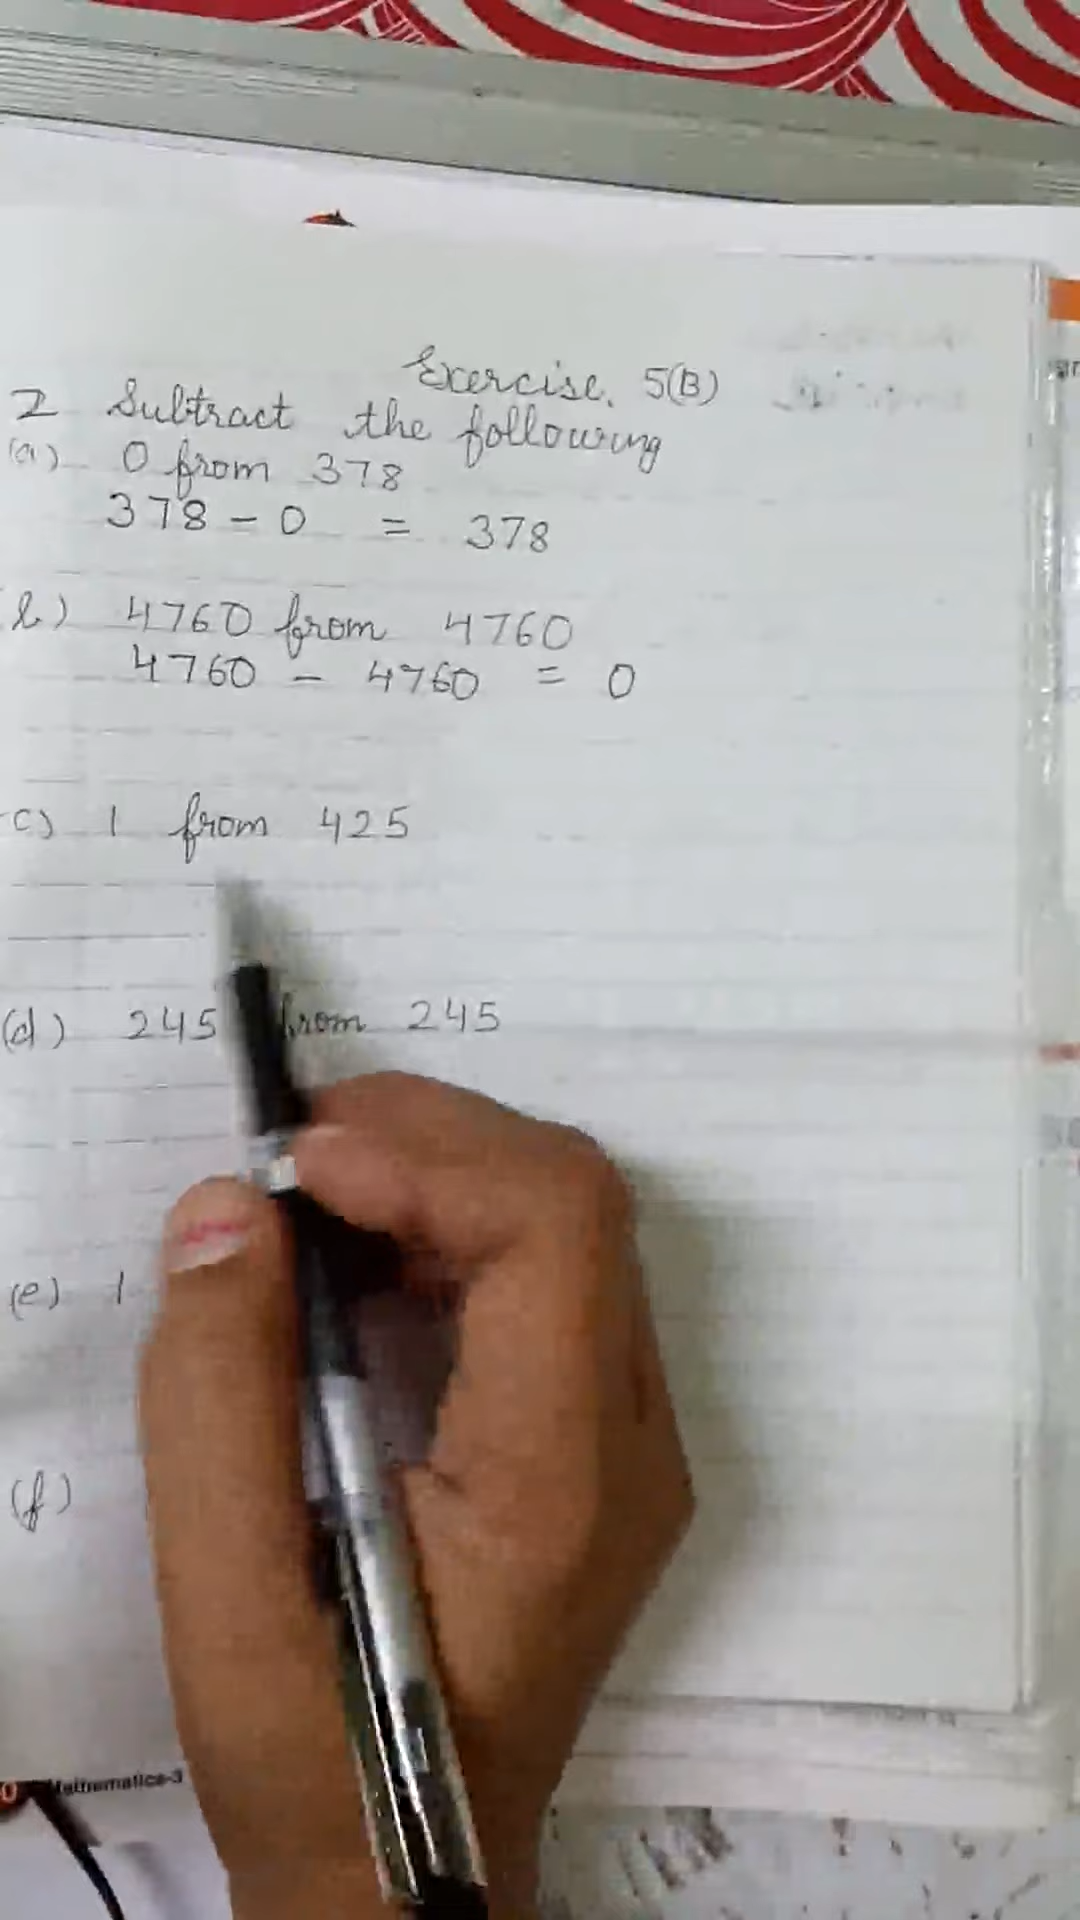 Exercise. 5(B)
2 Subtract the following
(a) 0 from 378
378 - 0 = 378
b) 4760 from 4760
4760 - 4760 = 0
c) 1 from 425
(d) 245 from 245
(e) 1
(f)
Mathematics-3